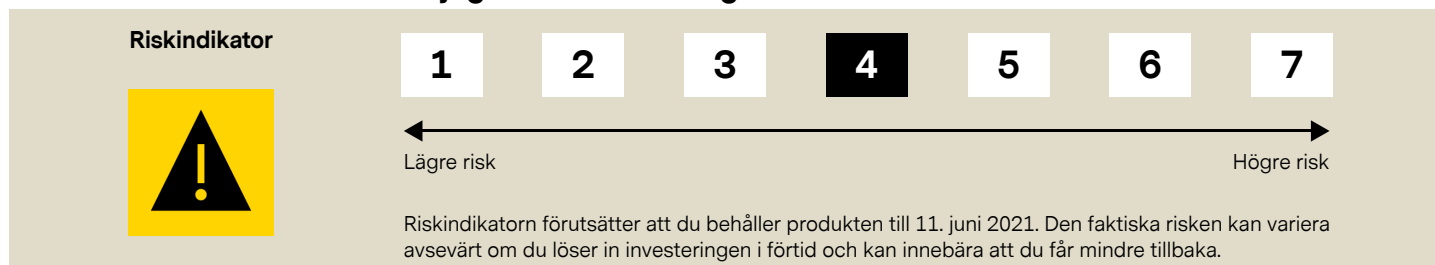 Riskindikator
1 2 3 4 5 6 7
Lägre risk Högre risk
Riskindikatorn förutsätter att du behåller produkten till 11. juni 2021. Den faktiska risken kan variera
avsevärt om du löser in investeringen i förtid och kan innebära att du får mindre tillbaka.